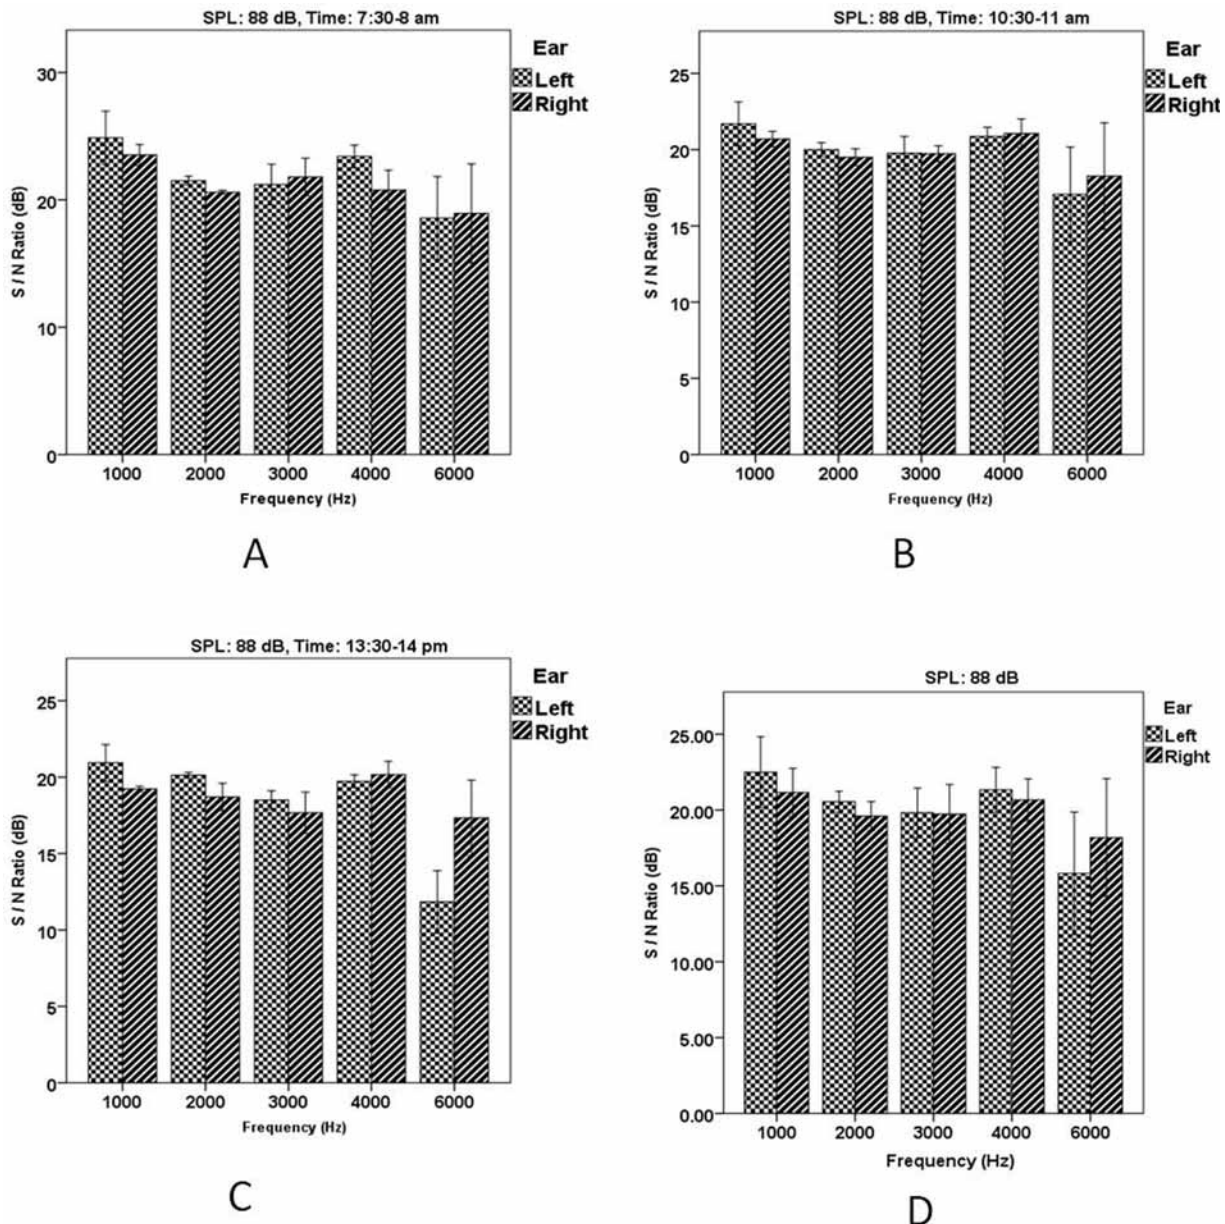 SPL: 88 dB, Time: 7:30-8 am
Ear
Left
Right
30
20
10
0
S / N Ratio (dB)
1000 2000 3000 4000 6000
Frequency (Hz)
A
SPL: 88 dB, Time: 10:30-11 am
Ear
Left
Right
25
20
15
10
5
0
S / N Ratio (dB)
1000 2000 3000 4000 6000
Frequency (Hz)
B
SPL: 88 dB, Time: 13:30-14 pm
Ear
Left
Right
25
20
15
10
5
0
S / N Ratio (dB)
1000 2000 3000 4000 6000
Frequency (Hz)
C
SPL: 88 dB
Ear
Left
Right
25.00
20.00
15.00
10.00
5.00
0.00
S / N Ratio (dB)
1000 2000 3000 4000 6000
Frequency (Hz)
D